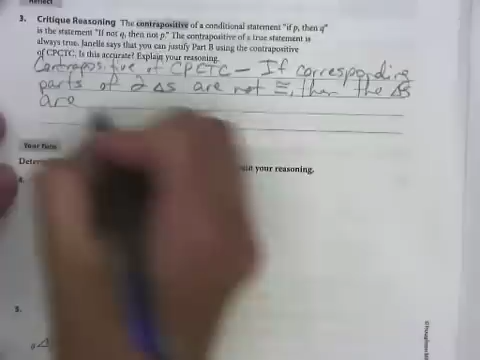 Reflect
3. Critique Reasoning The contrapositive of a conditional statement "if p, then q"
is the statement "If not q, then not p." The contrapositive of a true statement is
always true. Janelle says that you can justify Part B using the contrapositive
of CPCTC. Is this accurate? Explain your reasoning.
Contrapositive of CPCTC – If corresponding
parts of 2 △s are not ≅, then the △s
are
Your Turn
your reasoning.
4.
5.